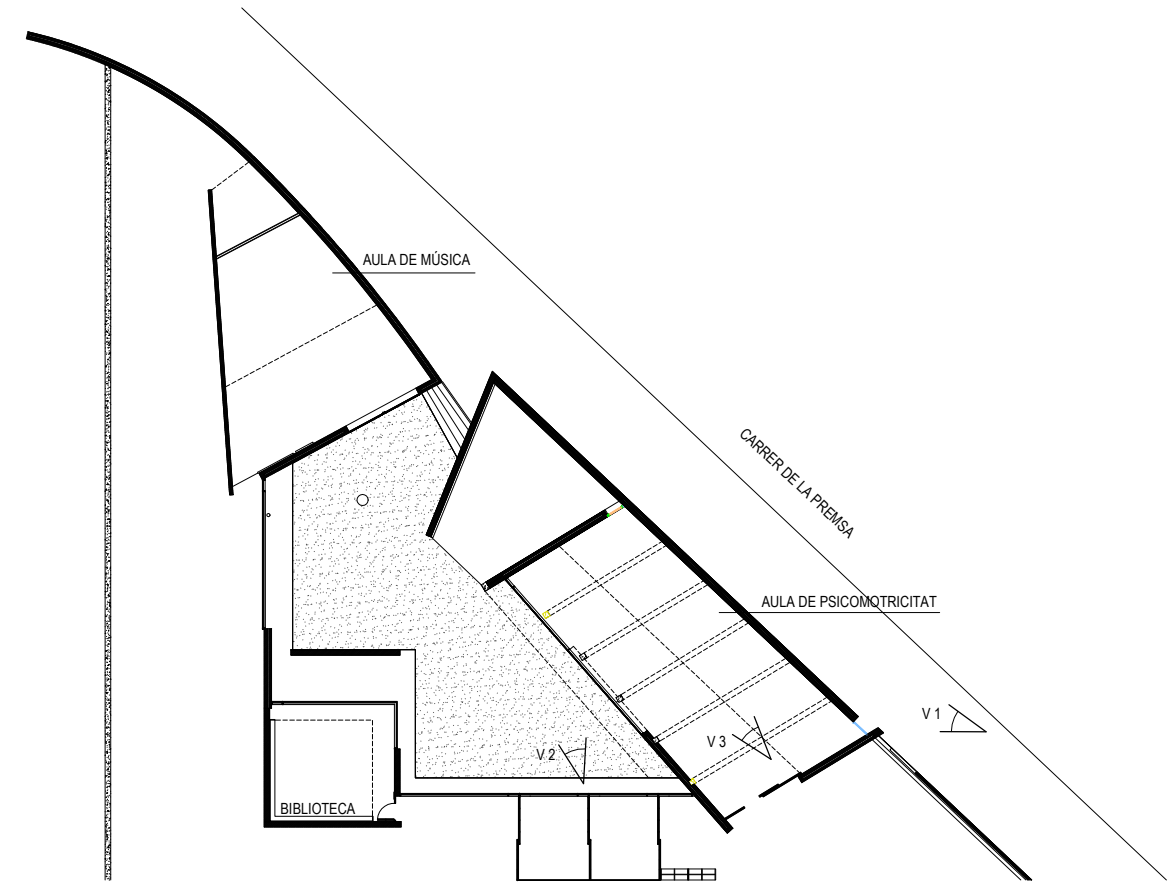 AULA DE MÚSICA
CARRER DE LA PREMSA
AULA DE PSICOMOTRICITAT
V 1
V 3
V 2
BIBLIOTECA